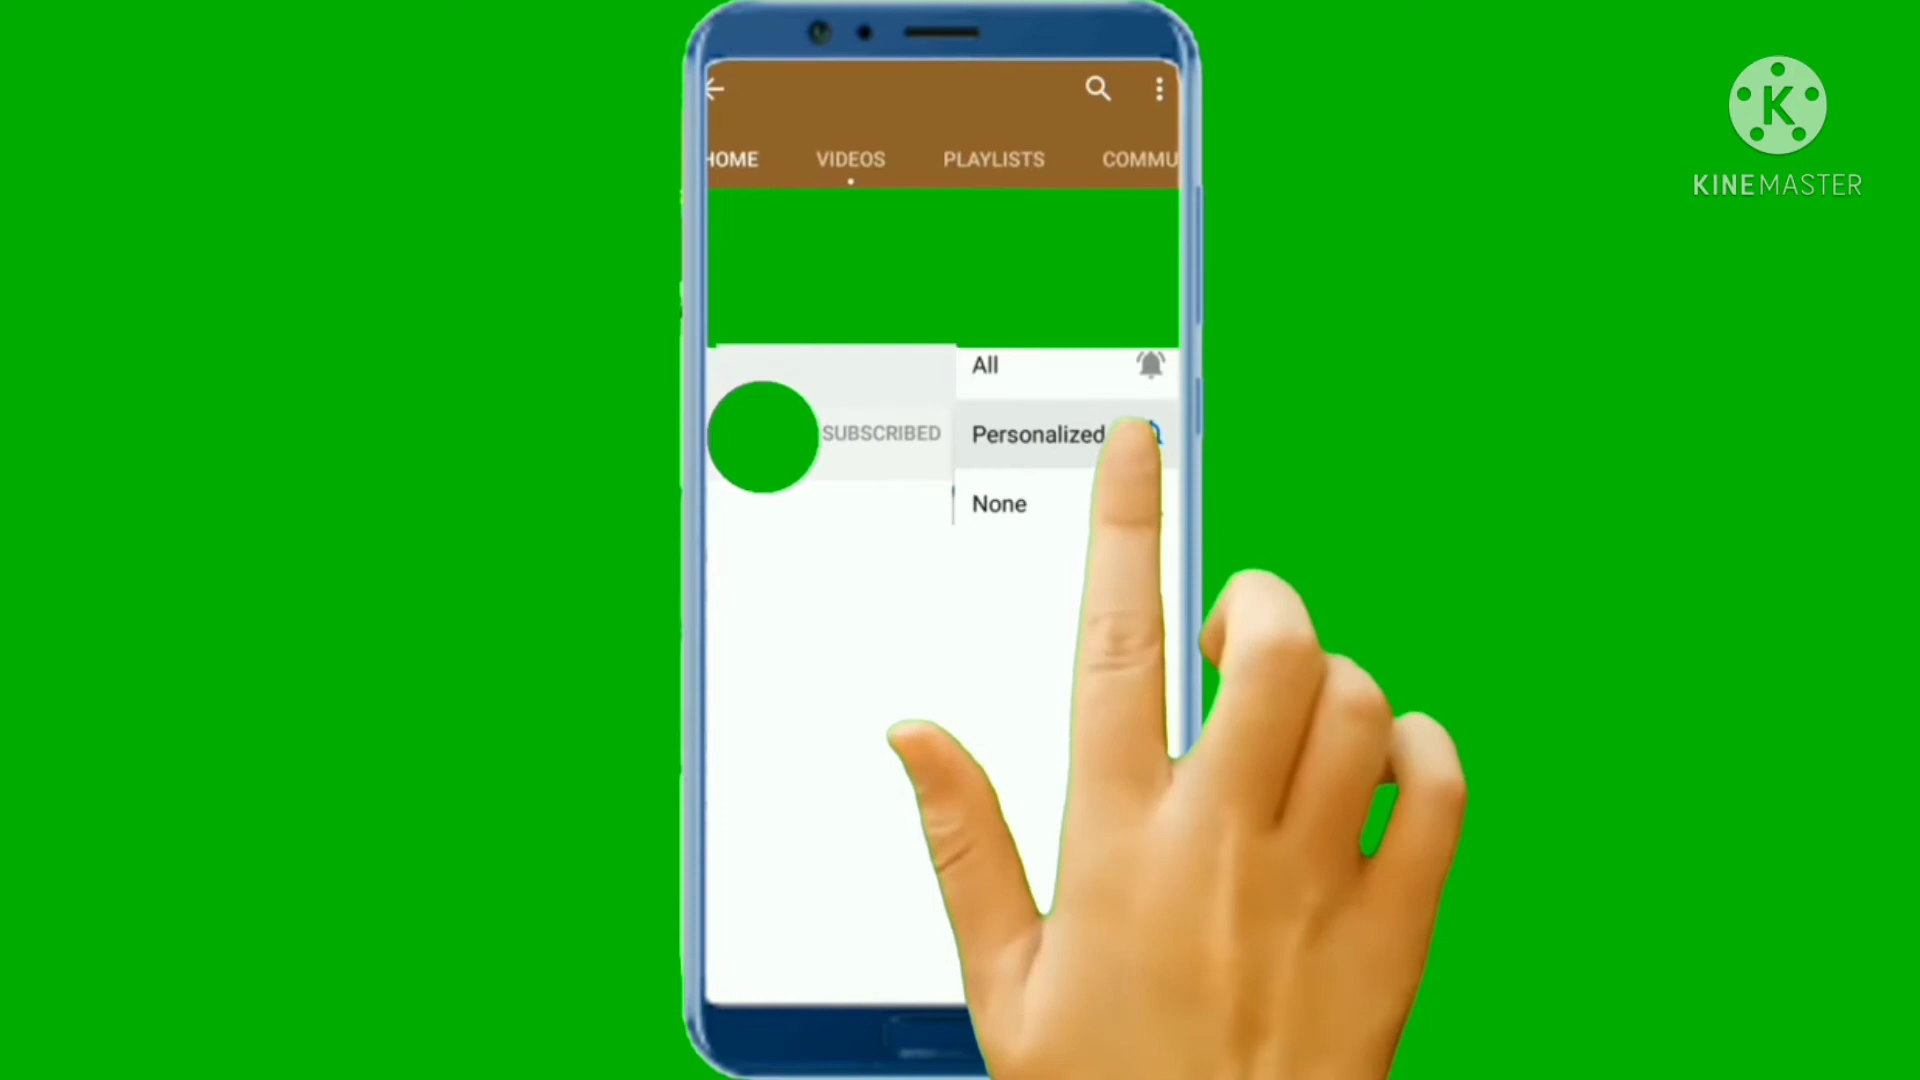 KINEMASTER
HOME VIDEOS PLAYLISTS COMMU
All
SUBSCRIBED Personalized
None